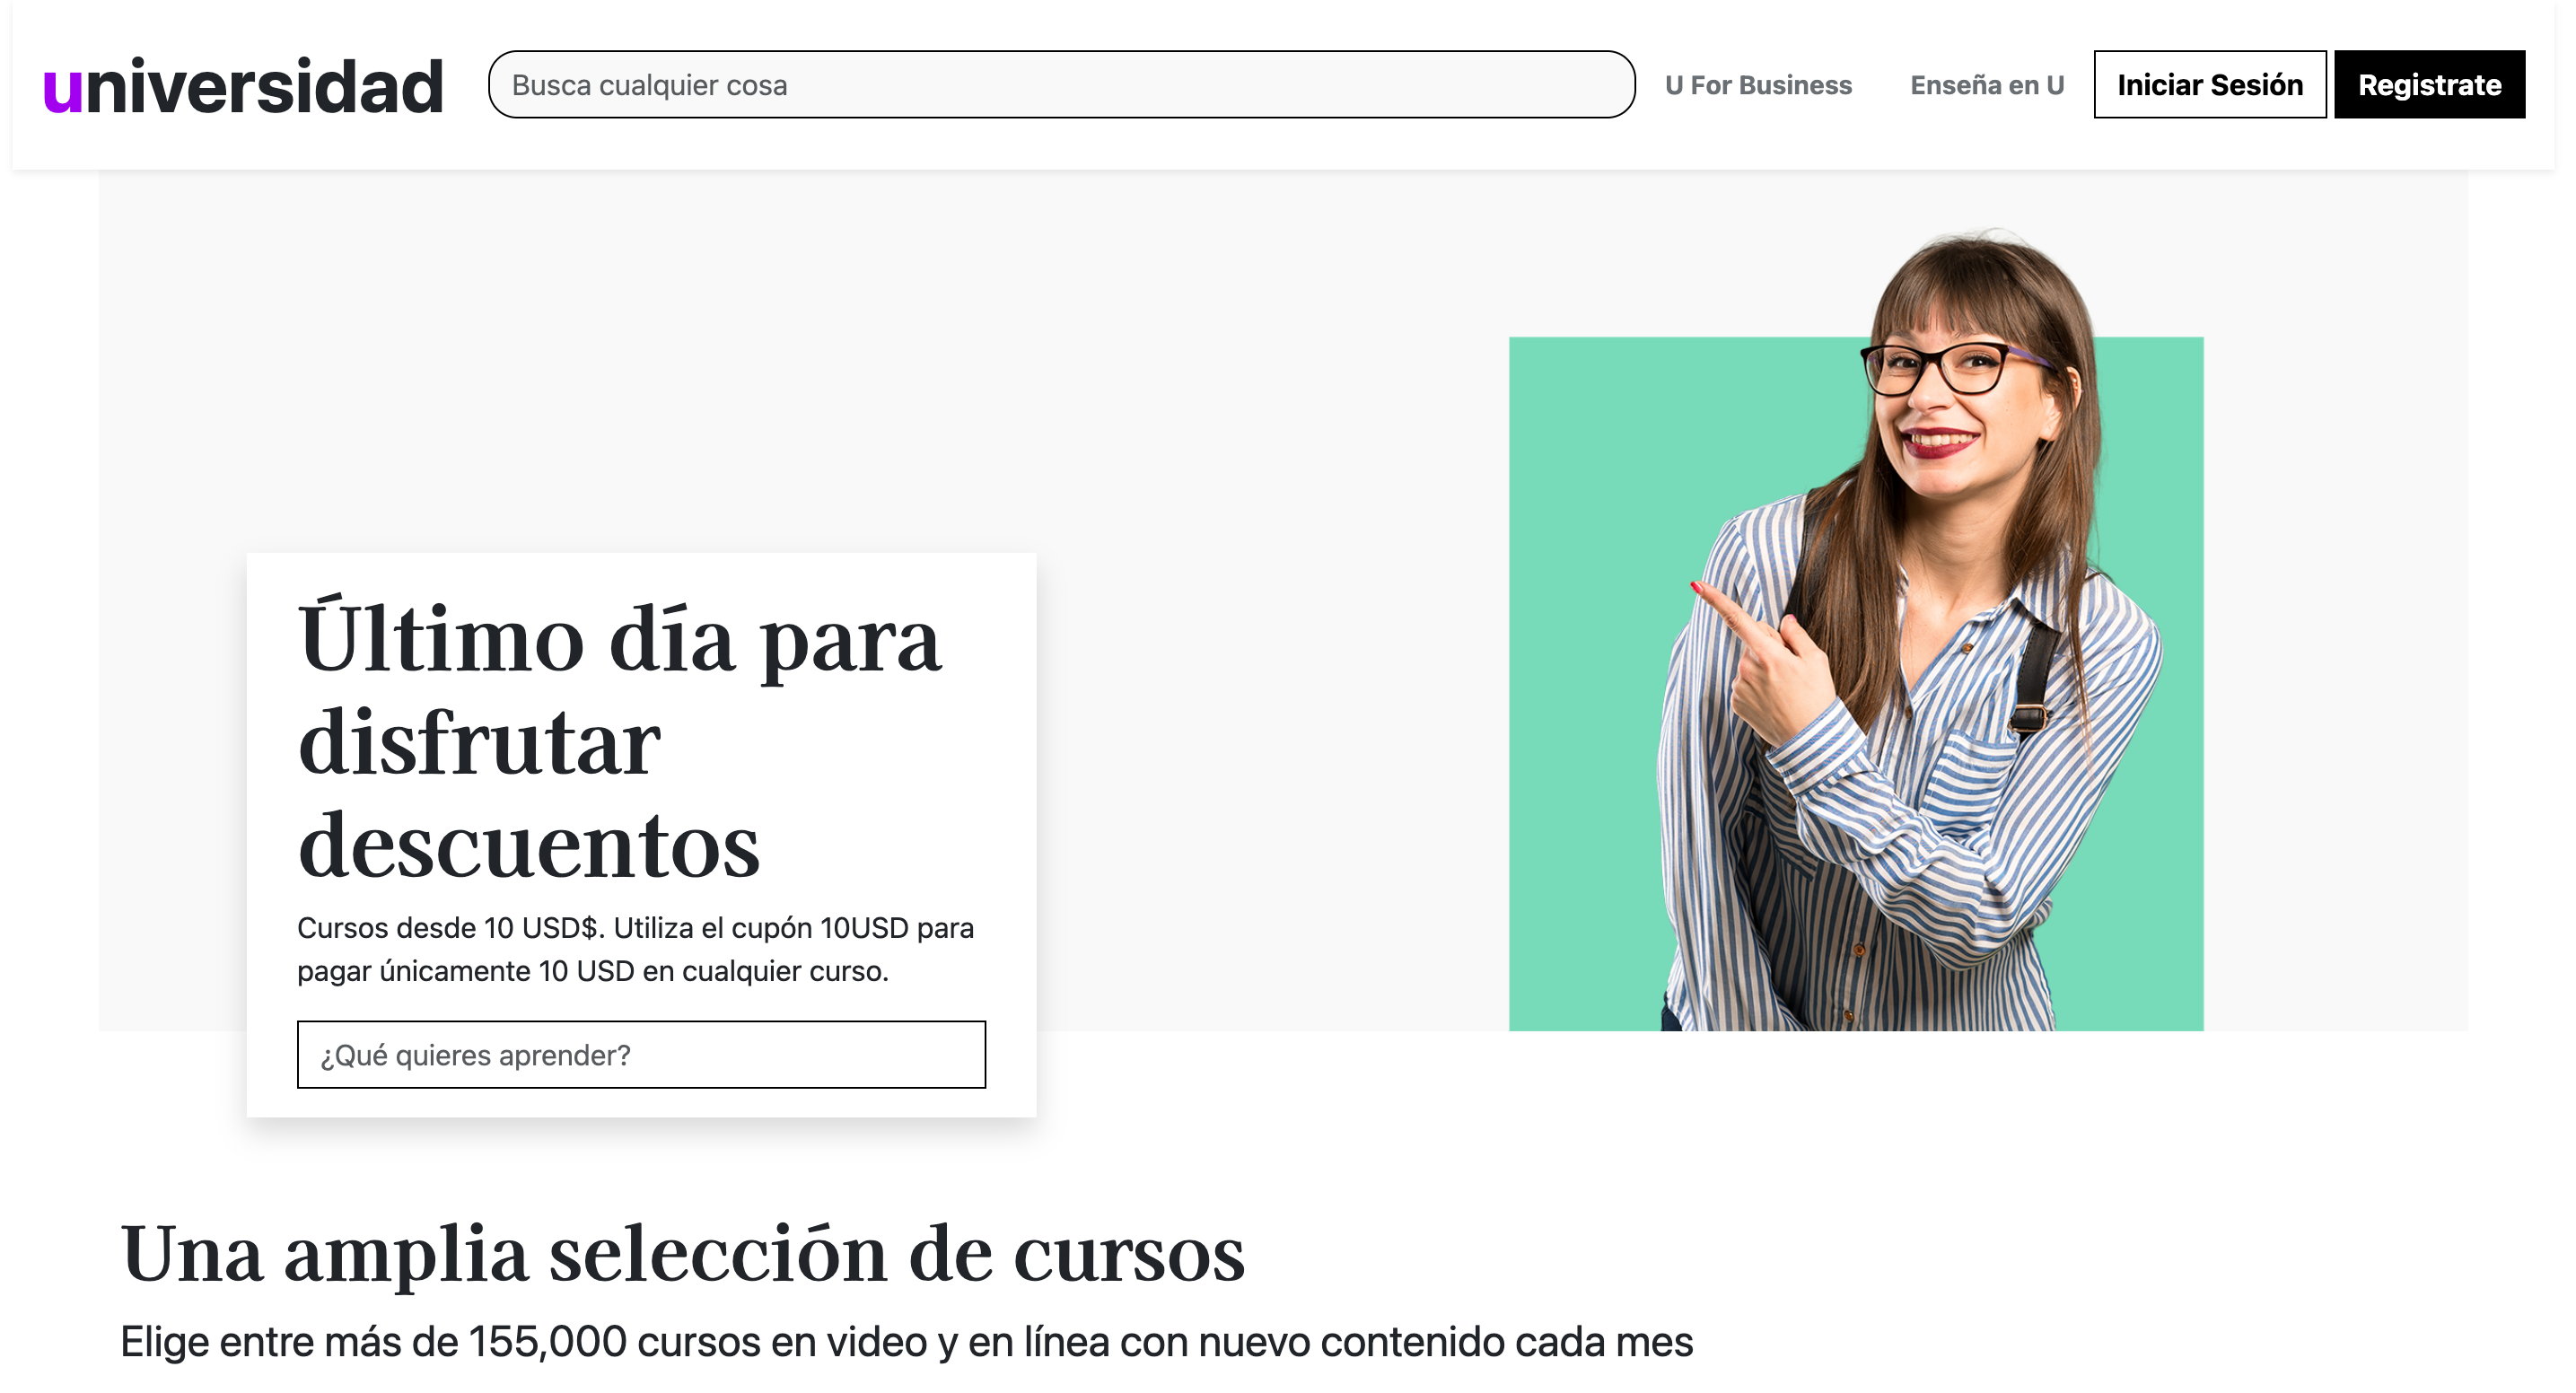 universidad
Busca cualquier cosa
U For Business
Enseña en U
Iniciar Sesión
Registrate
Último día para
disfrutar
descuentos
Cursos desde 10 USD$. Utiliza el cupón 10USD para
pagar únicamente 10 USD en cualquier curso.
¿Qué quieres aprender?
Una amplia selección de cursos
Elige entre más de 155,000 cursos en video y en línea con nuevo contenido cada mes